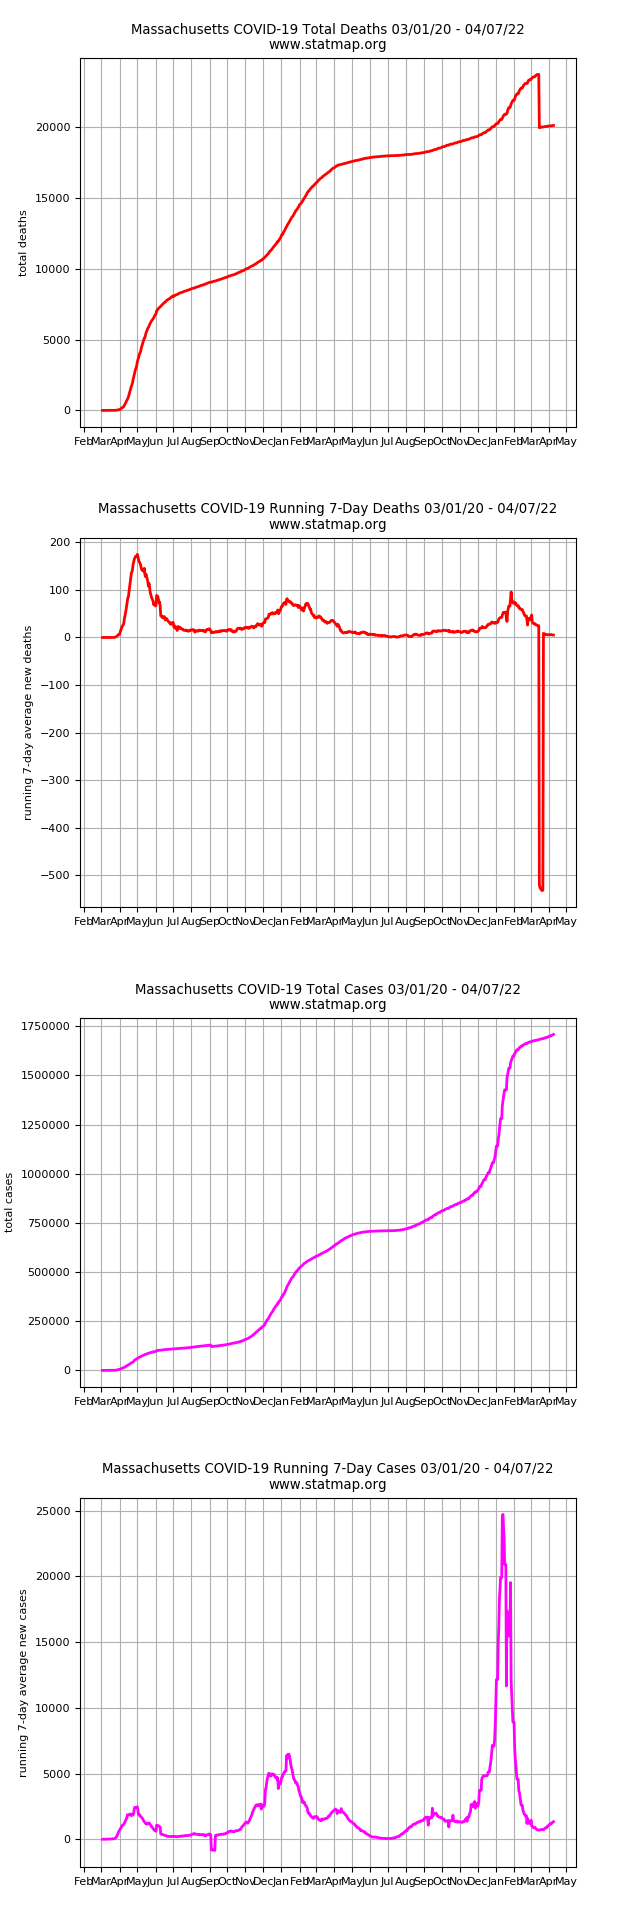 Massachusetts COVID-19 Total Deaths 03/01/20 - 04/07/22
www.statmap.org
20000
15000
10000
5000
0
total deaths
Feb Mar Apr May Jun Jul Aug Sep Oct Nov Dec Jan Feb Mar Apr May Jun Jul Aug Sep Oct Nov Dec Jan Feb Mar Apr May
Massachusetts COVID-19 Running 7-Day Deaths 03/01/20 - 04/07/22
www.statmap.org
200
100
0
−100
−200
−300
−400
−500
running 7-day average new deaths
Feb Mar Apr May Jun Jul Aug Sep Oct Nov Dec Jan Feb Mar Apr May Jun Jul Aug Sep Oct Nov Dec Jan Feb Mar Apr May
Massachusetts COVID-19 Total Cases 03/01/20 - 04/07/22
www.statmap.org
1750000
1500000
1250000
1000000
750000
500000
250000
0
total cases
Feb Mar Apr May Jun Jul Aug Sep Oct Nov Dec Jan Feb Mar Apr May Jun Jul Aug Sep Oct Nov Dec Jan Feb Mar Apr May
Massachusetts COVID-19 Running 7-Day Cases 03/01/20 - 04/07/22
www.statmap.org
25000
20000
15000
10000
5000
0
running 7-day average new cases
Feb Mar Apr May Jun Jul Aug Sep Oct Nov Dec Jan Feb Mar Apr May Jun Jul Aug Sep Oct Nov Dec Jan Feb Mar Apr May